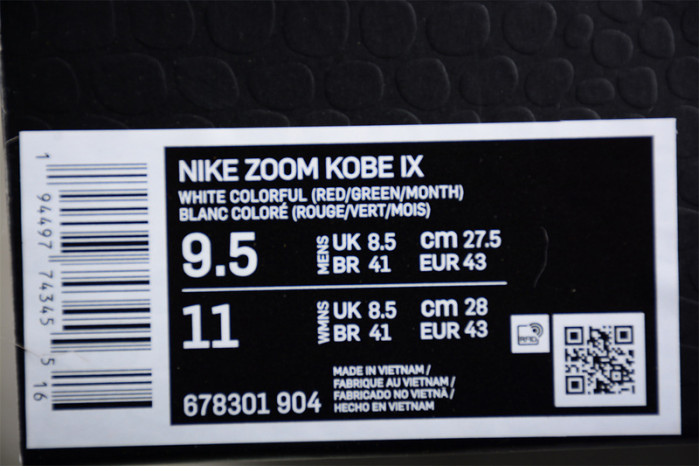 NIKE ZOOM KOBE IX
WHITE COLORFUL (RED/GREEN/MONTH)
BLANC COLORÉ (ROUGE/VERT/MOIS)
9.5 MENS UK 8.5 cm 27.5
BR 41 EUR 43
11 WMNS UK 8.5 cm 28
BR 41 EUR 43
RFID
678301 904
MADE IN VIETNAM /
FABRIQUE AU VIETNAM /
FABRICADO NO VIETNÃ /
HECHO EN VIETNAM
1 94497 74345 5 16